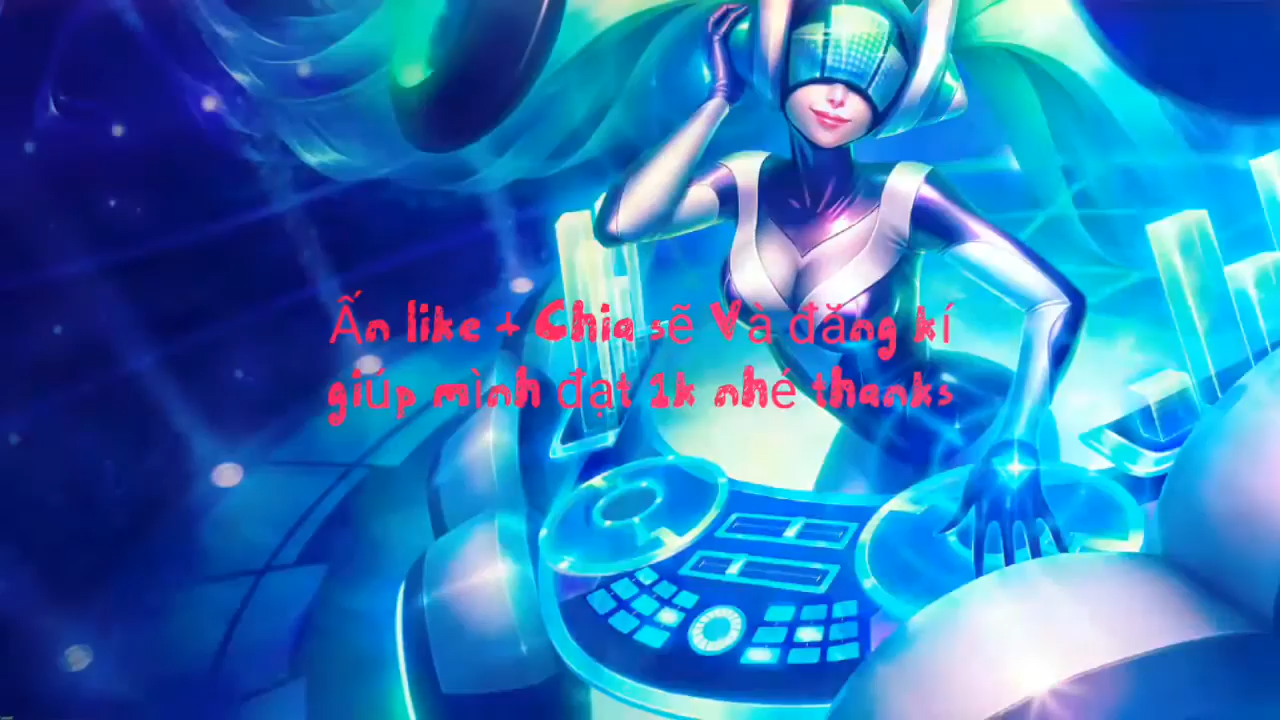 Ấn like + Chia sẽ Và đăng kí
giúp mình đạt 1k nhé thanks